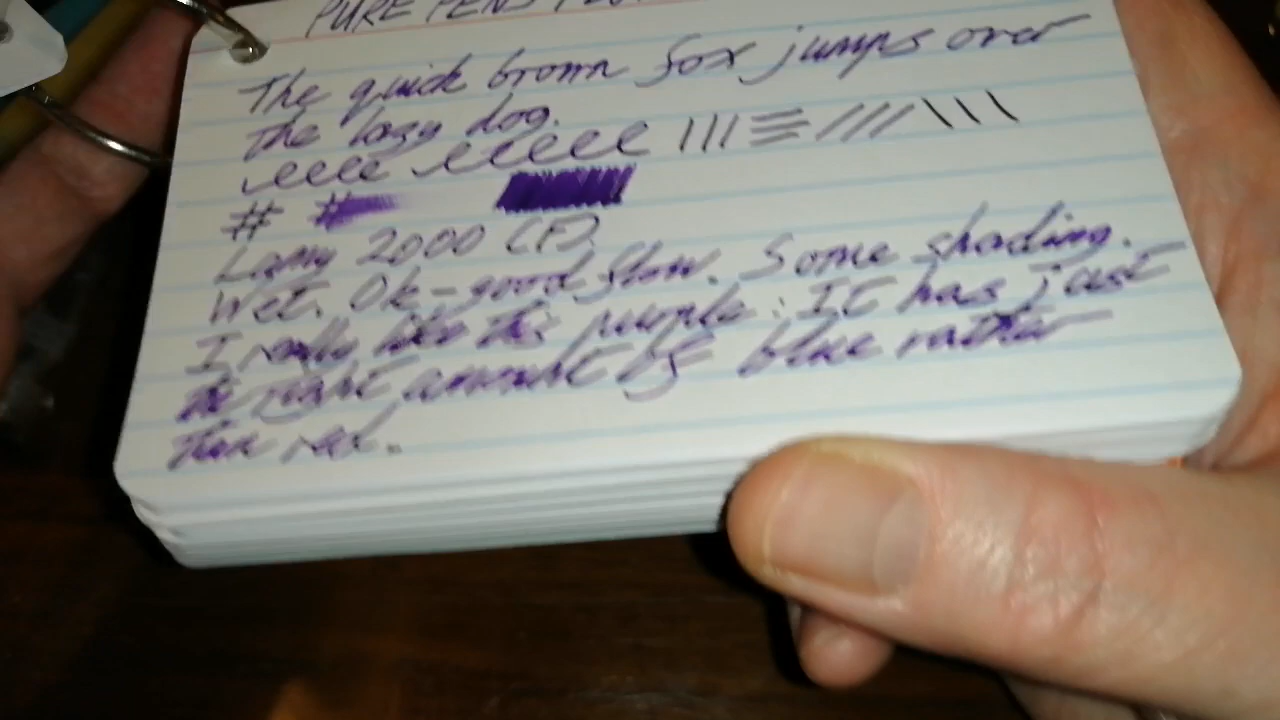 PURE PENS
The quick brown fox jumps over
the lazy dog.
eeee eeeeee ||| ≡ /// \\\
# #
Lamy 2000 (F)
Wet. Ok-good flow. Some shading.
I really like this purple: It has just
the right amount of blue rather
than red.